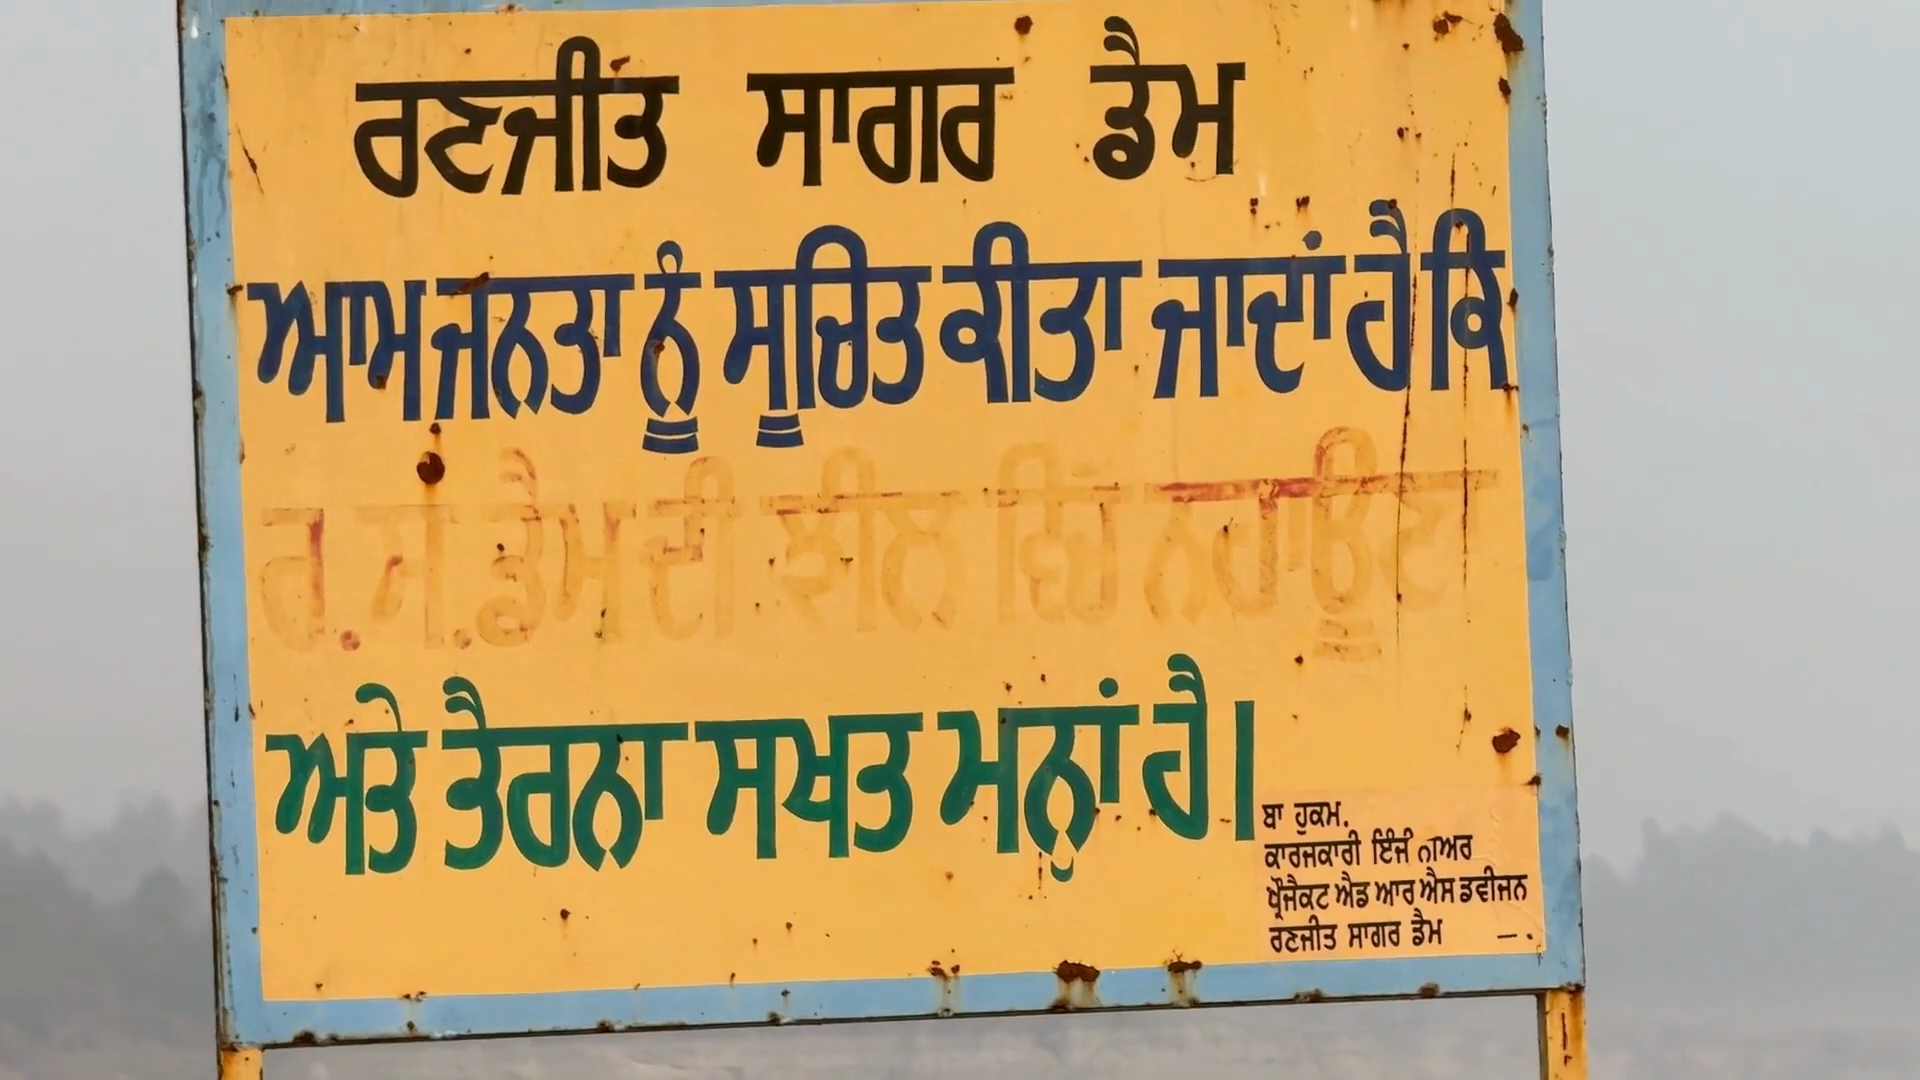 ਰਣਜੀਤ ਸਾਗਰ ਡੈਮ
ਆਮ ਜਨਤਾ ਨੂੰ ਸੂਚਿਤ ਕੀਤਾ ਜਾਦਾਂ ਹੈ ਕਿ
ਰ.ਸ.ਡੈਮ ਦੀ ਝੀਲ ਵਿੱਚ ਨਹਾਉਣਾ
ਅਤੇ ਤੈਰਨਾ ਸਖਤ ਮਨਾਂ ਹੈ।
ਬਾ ਹੁਕਮ.
ਕਾਰਜਕਾਰੀ
ਪ੍ਰੌਜੈਕਟ ਐਡ ਆਰ ਐਸ ਡਵੀਜਨ
ਰਣਜੀਤ ਸਾਗਰ ਡੈਮ